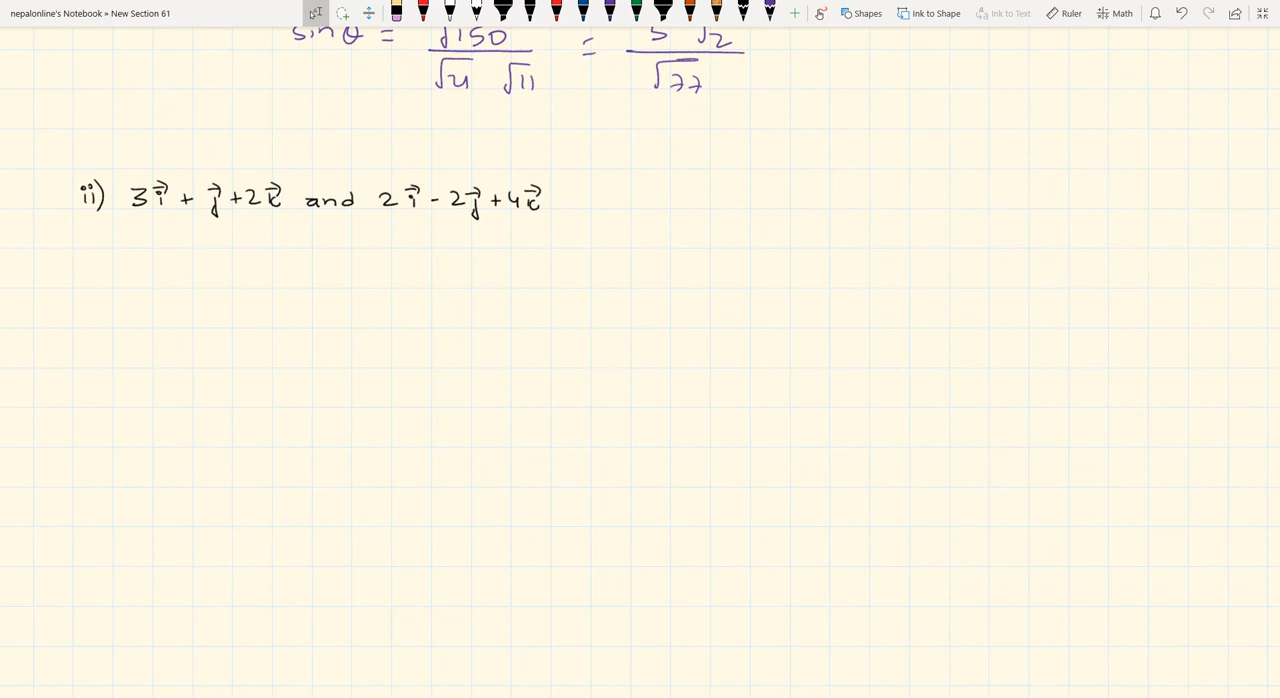 nepalonline's Notebook » New Section 61
Shapes Ink to Shape Ink to Text Ruler Math
sin θ = √150 / √21 √11 = 5 √2 / √77
ii) 3i⃗ + j⃗ + 2k⃗ and 2i⃗ - 2j⃗ + 4k⃗